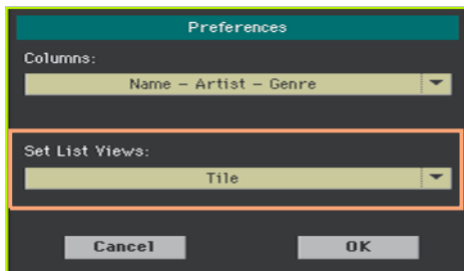 Preferences
Columns:
Name - Artist - Genre
Set List Views:
Tile
Cancel OK